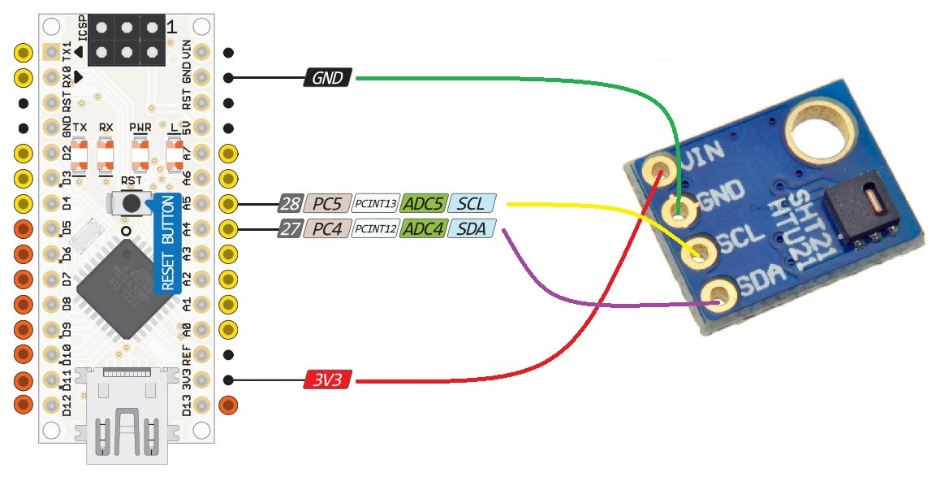 ICSP
1
TX1
RX0
RST
GND
D2
D3
D4
D5
D6
D7
D8
D9
D10
D11
D12
VIN
GND
RST
5V
A7
A6
A5
A4
A3
A2
A1
A0
REF
3V3
D13
TX RX PWR L
RST
RESET BUTTON
GND
28 PC5 PCINT13 ADC5 SCL
27 PC4 PCINT12 ADC4 SDA
3V3
VIN
GND
SCL
SDA
SHT21
HTU21